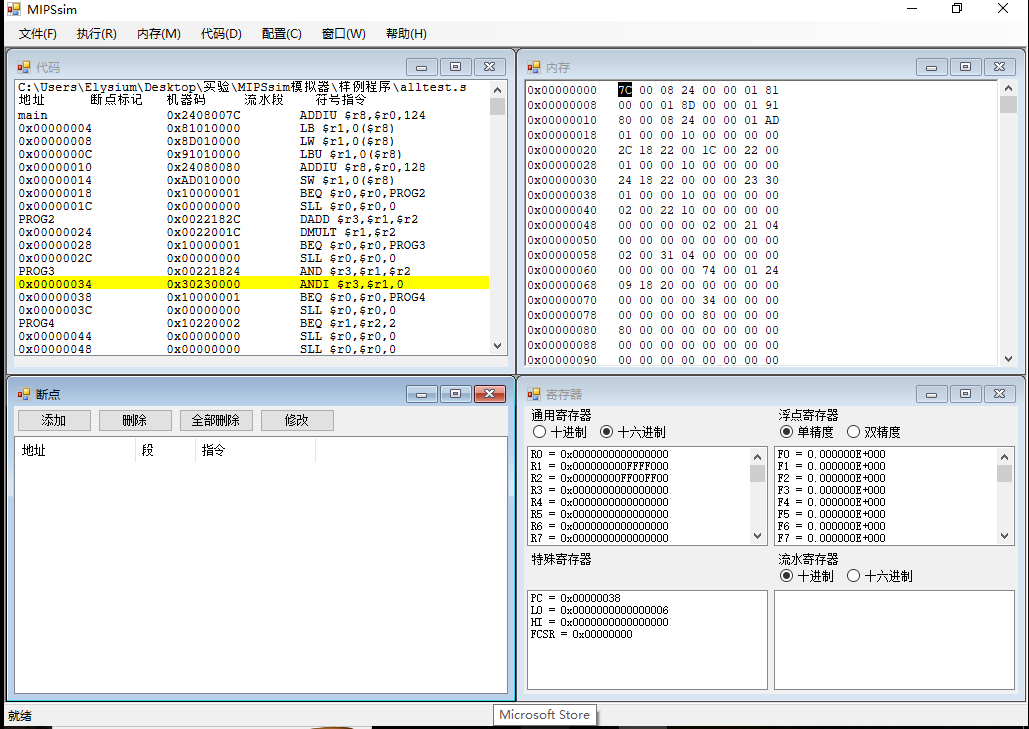 MIPSsim
文件(F) 执行(R) 内存(M) 代码(D) 配置(C) 窗口(W) 帮助(H)
代码
C:\Users\Elysium\Desktop\实验\MIPSsim模拟器\样例程序\alltest.s
地址 断点标记 机器码 流水段 符号指令
main 0x2408007C ADDIU $r8,$r0,124
0x00000004 0x81010000 LB $r1,0($r8)
0x00000008 0x8D010000 LW $r1,0($r8)
0x0000000C 0x91010000 LBU $r1,0($r8)
0x00000010 0x24080080 ADDIU $r8,$r0,128
0x00000014 0xAD010000 SW $r1,0($r8)
0x00000018 0x10000001 BEQ $r0,$r0,PROG2
0x0000001C 0x00000000 SLL $r0,$r0,0
PROG2 0x0022182C DADD $r3,$r1,$r2
0x00000024 0x0022001C DMULT $r1,$r2
0x00000028 0x10000001 BEQ $r0,$r0,PROG3
0x0000002C 0x00000000 SLL $r0,$r0,0
PROG3 0x00221824 AND $r3,$r1,$r2
0x00000034 0x30230000 ANDI $r3,$r1,0
0x00000038 0x10000001 BEQ $r0,$r0,PROG4
0x0000003C 0x00000000 SLL $r0,$r0,0
PROG4 0x10220002 BEQ $r1,$r2,2
0x00000044 0x00000000 SLL $r0,$r0,0
0x00000048 0x00000000 SLL $r0,$r0,0
内存
0x00000000 7C 00 08 24 00 00 01 81
0x00000008 00 00 01 8D 00 00 01 91
0x00000010 80 00 08 24 00 00 01 AD
0x00000018 01 00 00 10 00 00 00 00
0x00000020 2C 18 22 00 1C 00 22 00
0x00000028 01 00 00 10 00 00 00 00
0x00000030 24 18 22 00 00 00 23 30
0x00000038 01 00 00 10 00 00 00 00
0x00000040 02 00 22 10 00 00 00 00
0x00000048 00 00 00 00 02 00 21 04
0x00000050 00 00 00 00 00 00 00 00
0x00000058 02 00 31 04 00 00 00 00
0x00000060 00 00 00 00 74 00 01 24
0x00000068 09 18 20 00 00 00 00 00
0x00000070 00 00 00 00 34 00 00 00
0x00000078 00 00 00 00 80 00 00 00
0x00000080 80 00 00 00 00 00 00 00
0x00000088 00 00 00 00 00 00 00 00
0x00000090 00 00 00 00 00 00 00 00
断点
添加 删除 全部删除 修改
地址 段 指令
寄存器
通用寄存器
十进制 十六进制
R0 = 0x0000000000000000
R1 = 0x000000000FFFF000
R2 = 0x00000000FF00FF00
R3 = 0x0000000000000000
R4 = 0x0000000000000000
R5 = 0x0000000000000000
R6 = 0x0000000000000000
R7 = 0x0000000000000000
浮点寄存器
单精度 双精度
F0 = 0.000000E+000
F1 = 0.000000E+000
F2 = 0.000000E+000
F3 = 0.000000E+000
F4 = 0.000000E+000
F5 = 0.000000E+000
F6 = 0.000000E+000
F7 = 0.000000E+000
特殊寄存器
PC = 0x00000038
LO = 0x0000000000000006
HI = 0x0000000000000000
FCSR = 0x00000000
流水寄存器
十进制 十六进制
就绪
Microsoft Store